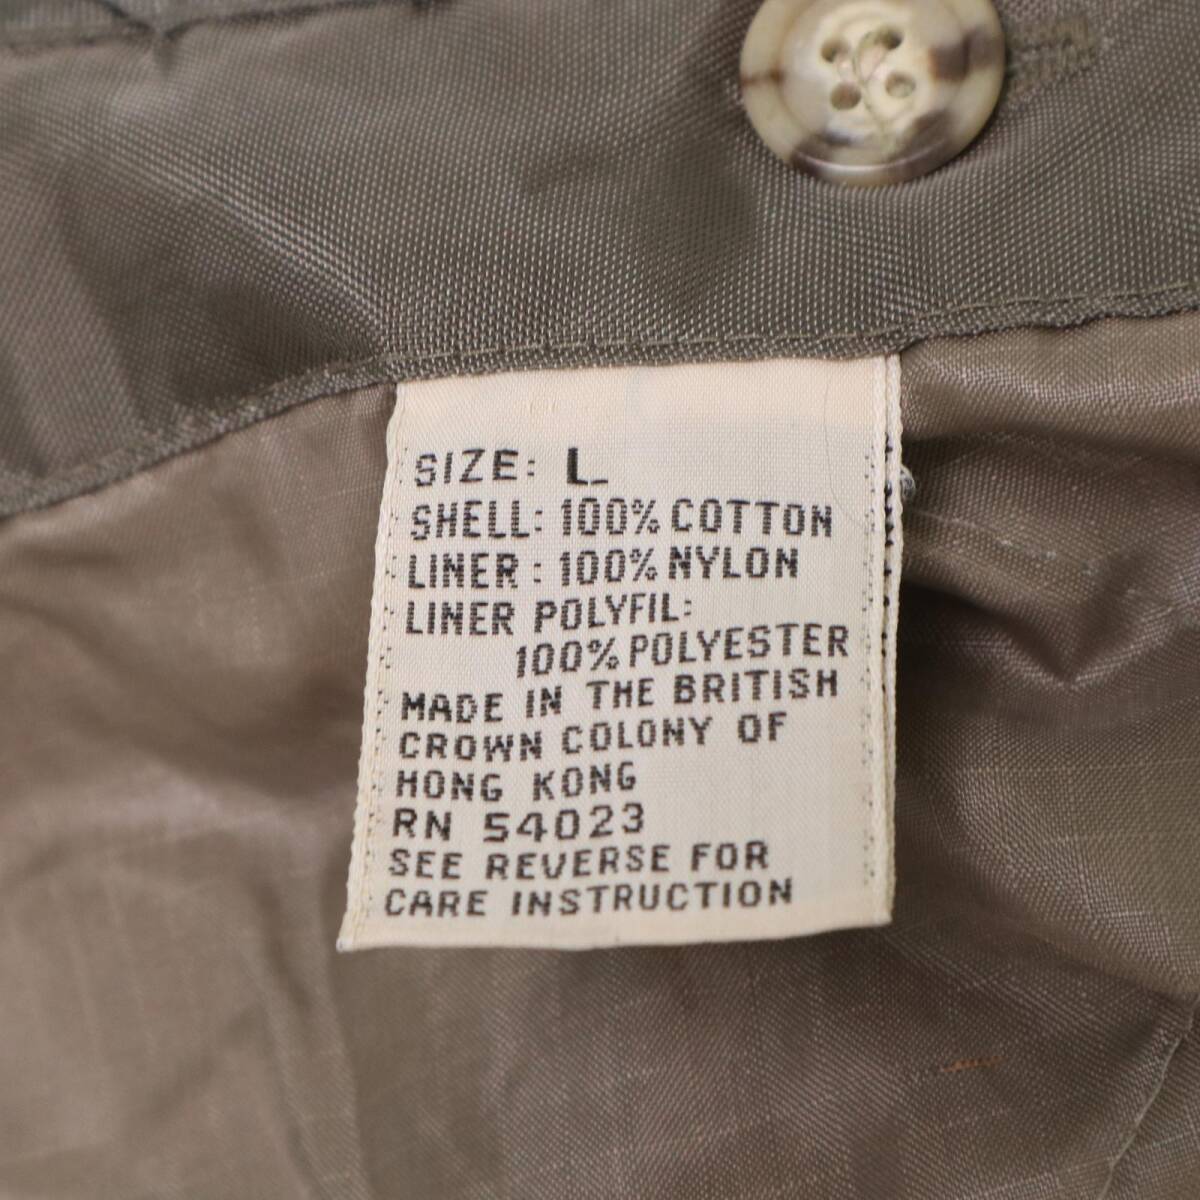 SIZE: L
SHELL: 100% COTTON
LINER: 100% NYLON
LINER POLYFIL:
100% POLYESTER
MADE IN THE BRITISH
CROWN COLONY OF
HONG KONG
RN 54023
SEE REVERSE FOR
CARE INSTRUCTION